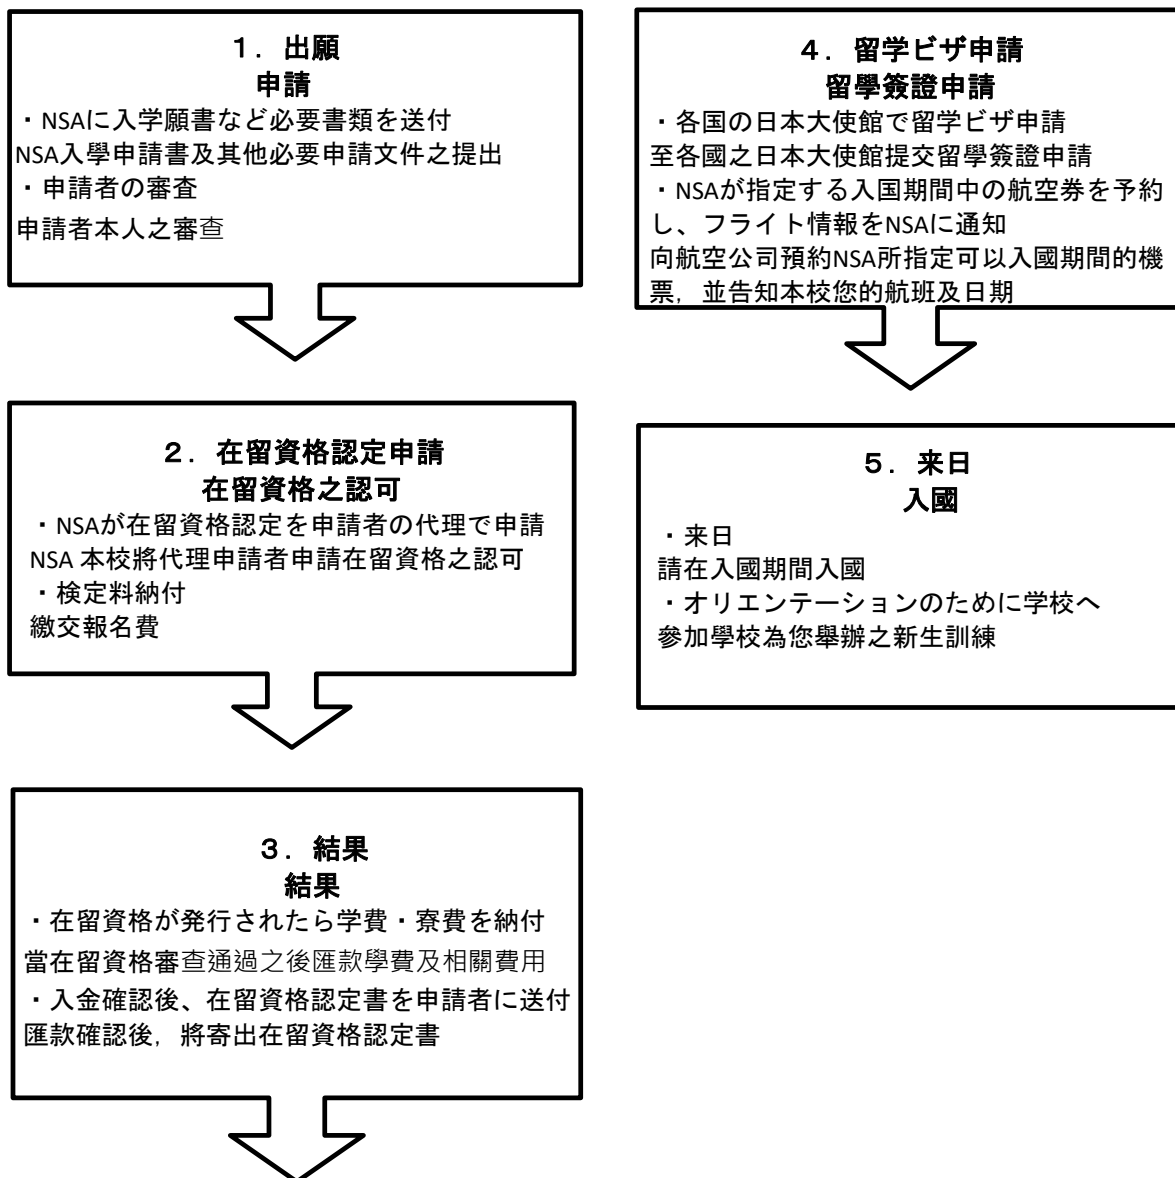 １．出願
申請
・NSAに入学願書など必要書類を送付
NSA入學申請書及其他必要申請文件之提出
・申請者の審査
申請者本人之審查
２．在留資格認定申請
在留資格之認可
・NSAが在留資格認定を申請者の代理で申請
NSA 本校將代理申請者申請在留資格之認可
・検定料納付
繳交報名費
３．結果
結果
・在留資格が発行されたら学費・寮費を納付
當在留資格審查通過之後匯款學費及相關費用
・入金確認後、在留資格認定書を申請者に送付
匯款確認後，將寄出在留資格認定書
４．留学ビザ申請
留學簽證申請
・各国の日本大使館で留学ビザ申請
至各國之日本大使館提交留學簽證申請
・NSAが指定する入国期間中の航空券を予約
し、フライト情報をNSAに通知
向航空公司預約NSA所指定可以入國期間的機
票，並告知本校您的航班及日期
５．来日
入國
・来日
請在入國期間入國
・オリエンテーションのために学校へ
參加學校為您舉辦之新生訓練